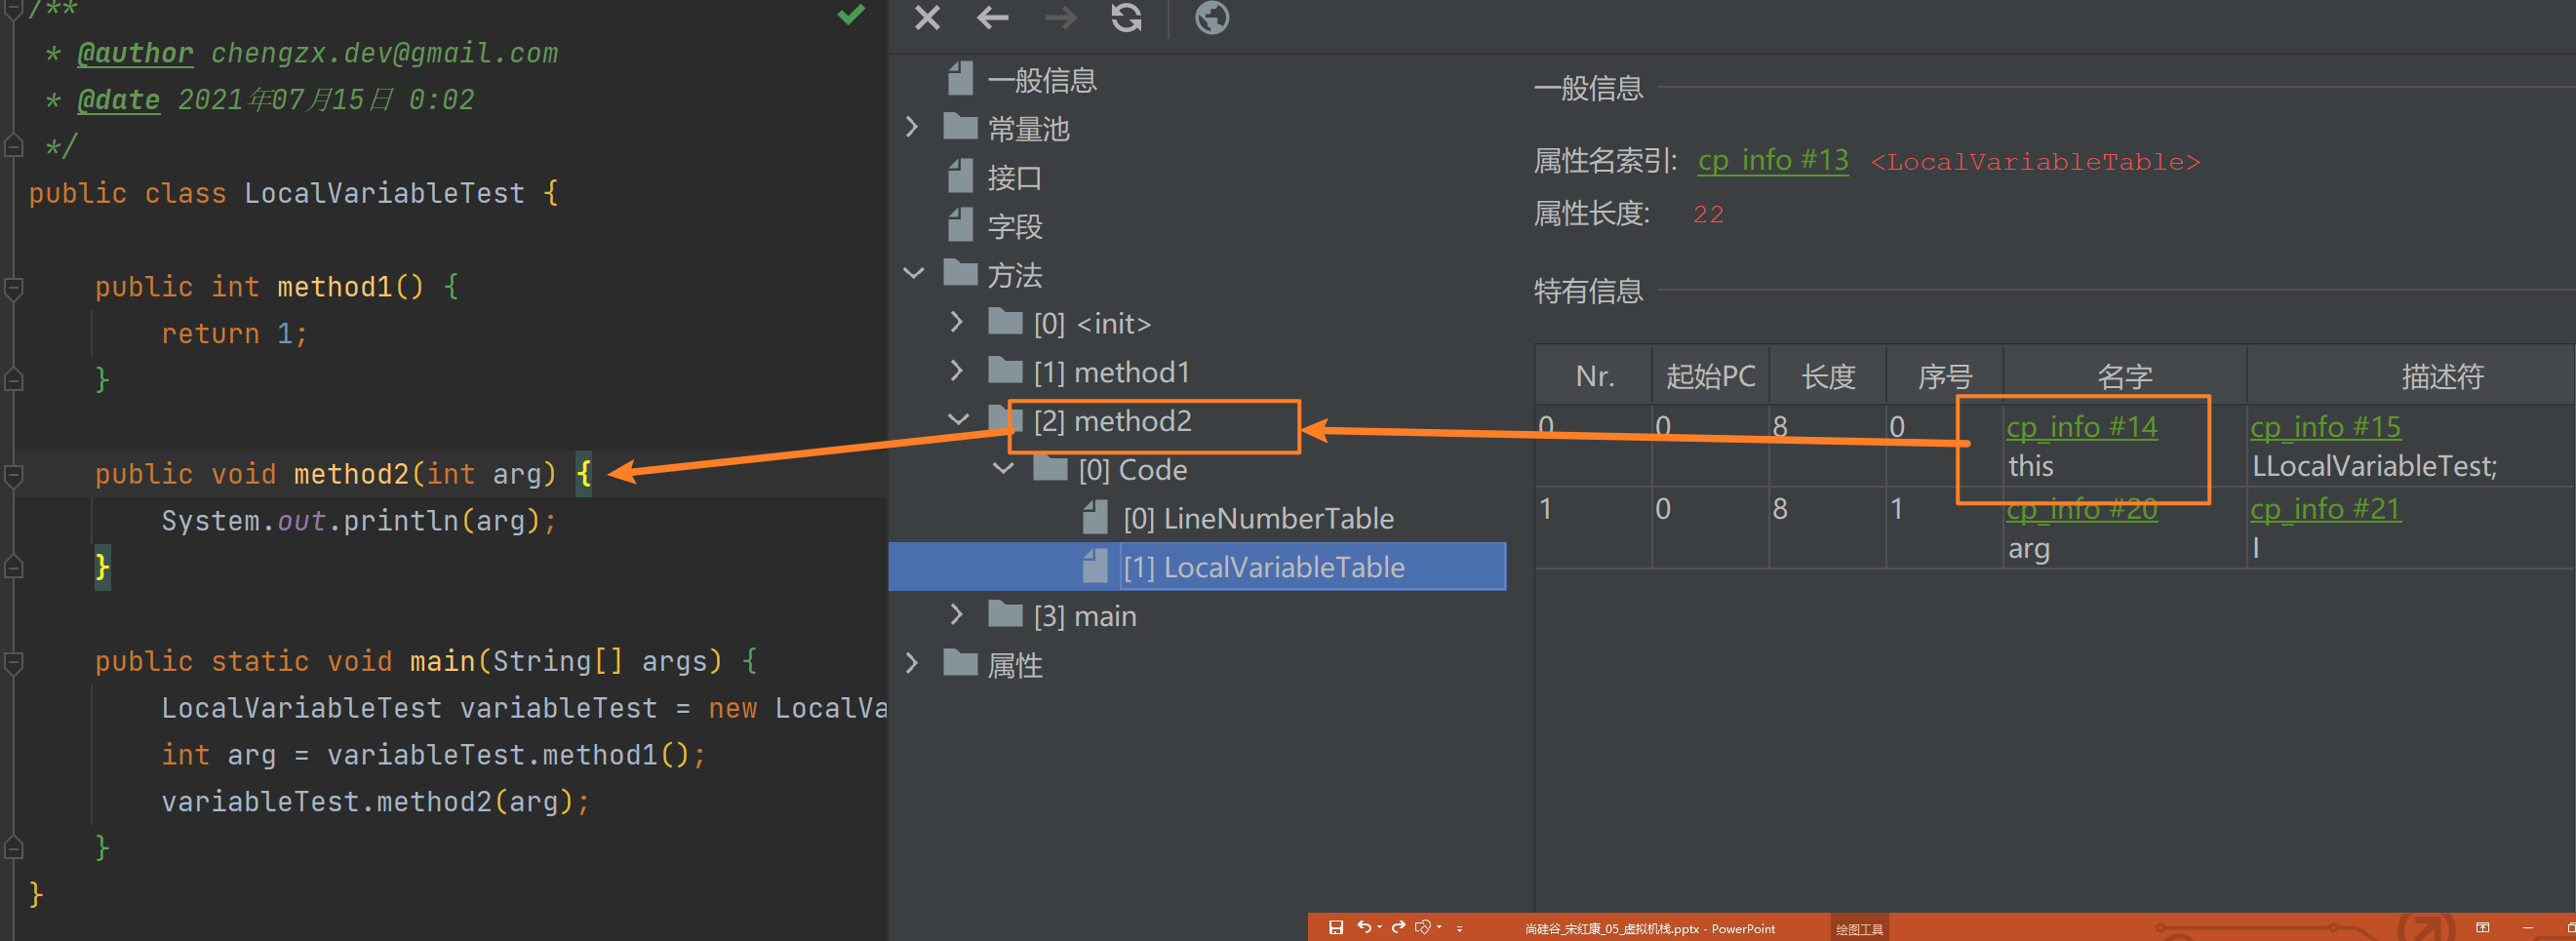 /**
* @author chengzx.dev@gmail.com
* @date 2021年07月15日 0:02
*/
public class LocalVariableTest {
public int method1() {
return 1;
}
public void method2(int arg) {
System.out.println(arg);
}
public static void main(String[] args) {
LocalVariableTest variableTest = new LocalVa
int arg = variableTest.method1();
variableTest.method2(arg);
}
}
一般信息
常量池
接口
字段
方法
[0] <init>
[1] method1
[2] method2
[0] Code
[0] LineNumberTable
[1] LocalVariableTable
[3] main
属性
一般信息
属性名索引: cp_info #13 <LocalVariableTable>
属性长度: 22
特有信息
Nr. 起始PC 长度 序号 名字 描述符
0 0 8 0 cp_info #14 cp_info #15
this LLocalVariableTest;
1 0 8 1 cp_info #20 cp_info #21
arg I
尚硅谷_宋红康_05_虚拟机栈.pptx - PowerPoint 绘图工具